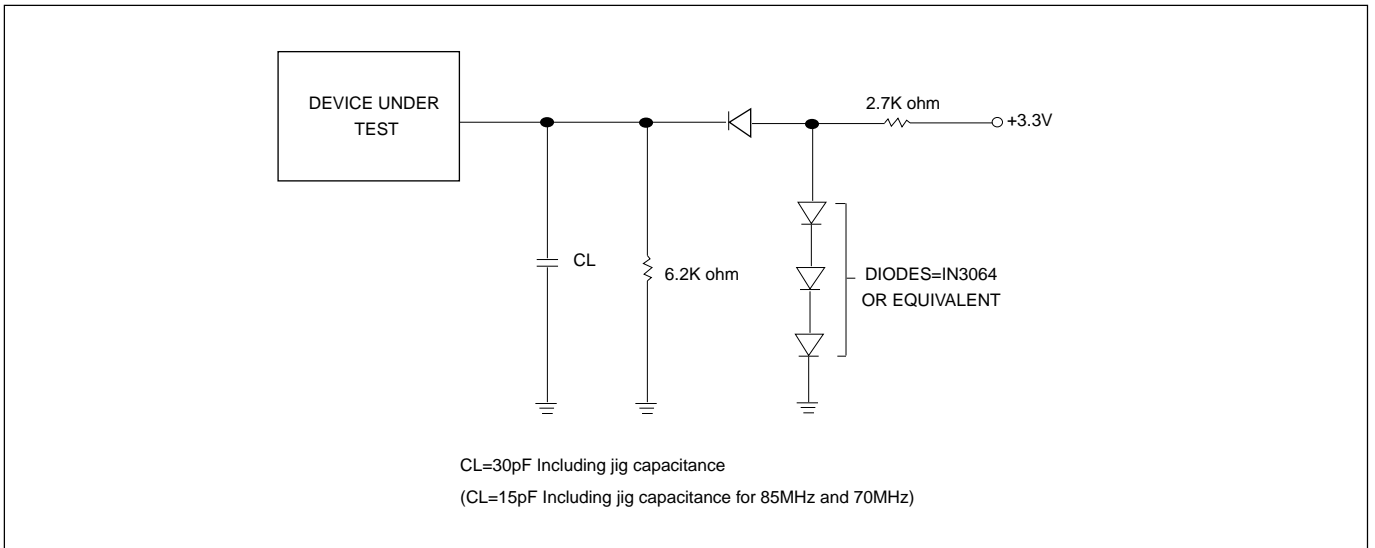 DEVICE UNDER
TEST
2.7K ohm
+3.3V
CL
6.2K ohm
DIODES=IN3064
OR EQUIVALENT
CL=30pF Including jig capacitance
(CL=15pF Including jig capacitance for 85MHz and 70MHz)